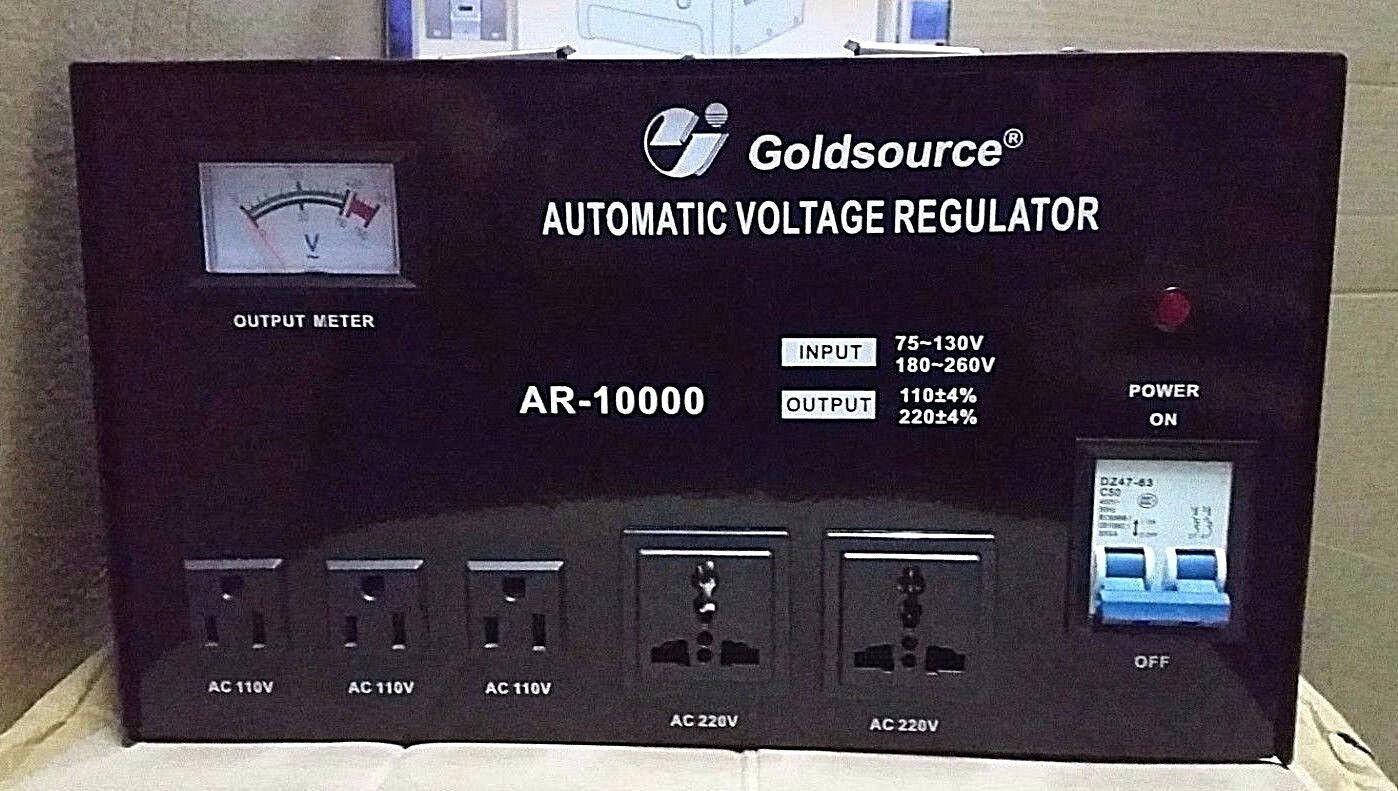 Goldsource®
AUTOMATIC VOLTAGE REGULATOR
V
OUTPUT METER
INPUT 75~130V
180~260V
AR-10000
OUTPUT 110±4%
220±4%
POWER
ON
DZ47-63
C50
AC 110V
AC 110V
AC 110V
AC 220V
AC 220V
OFF